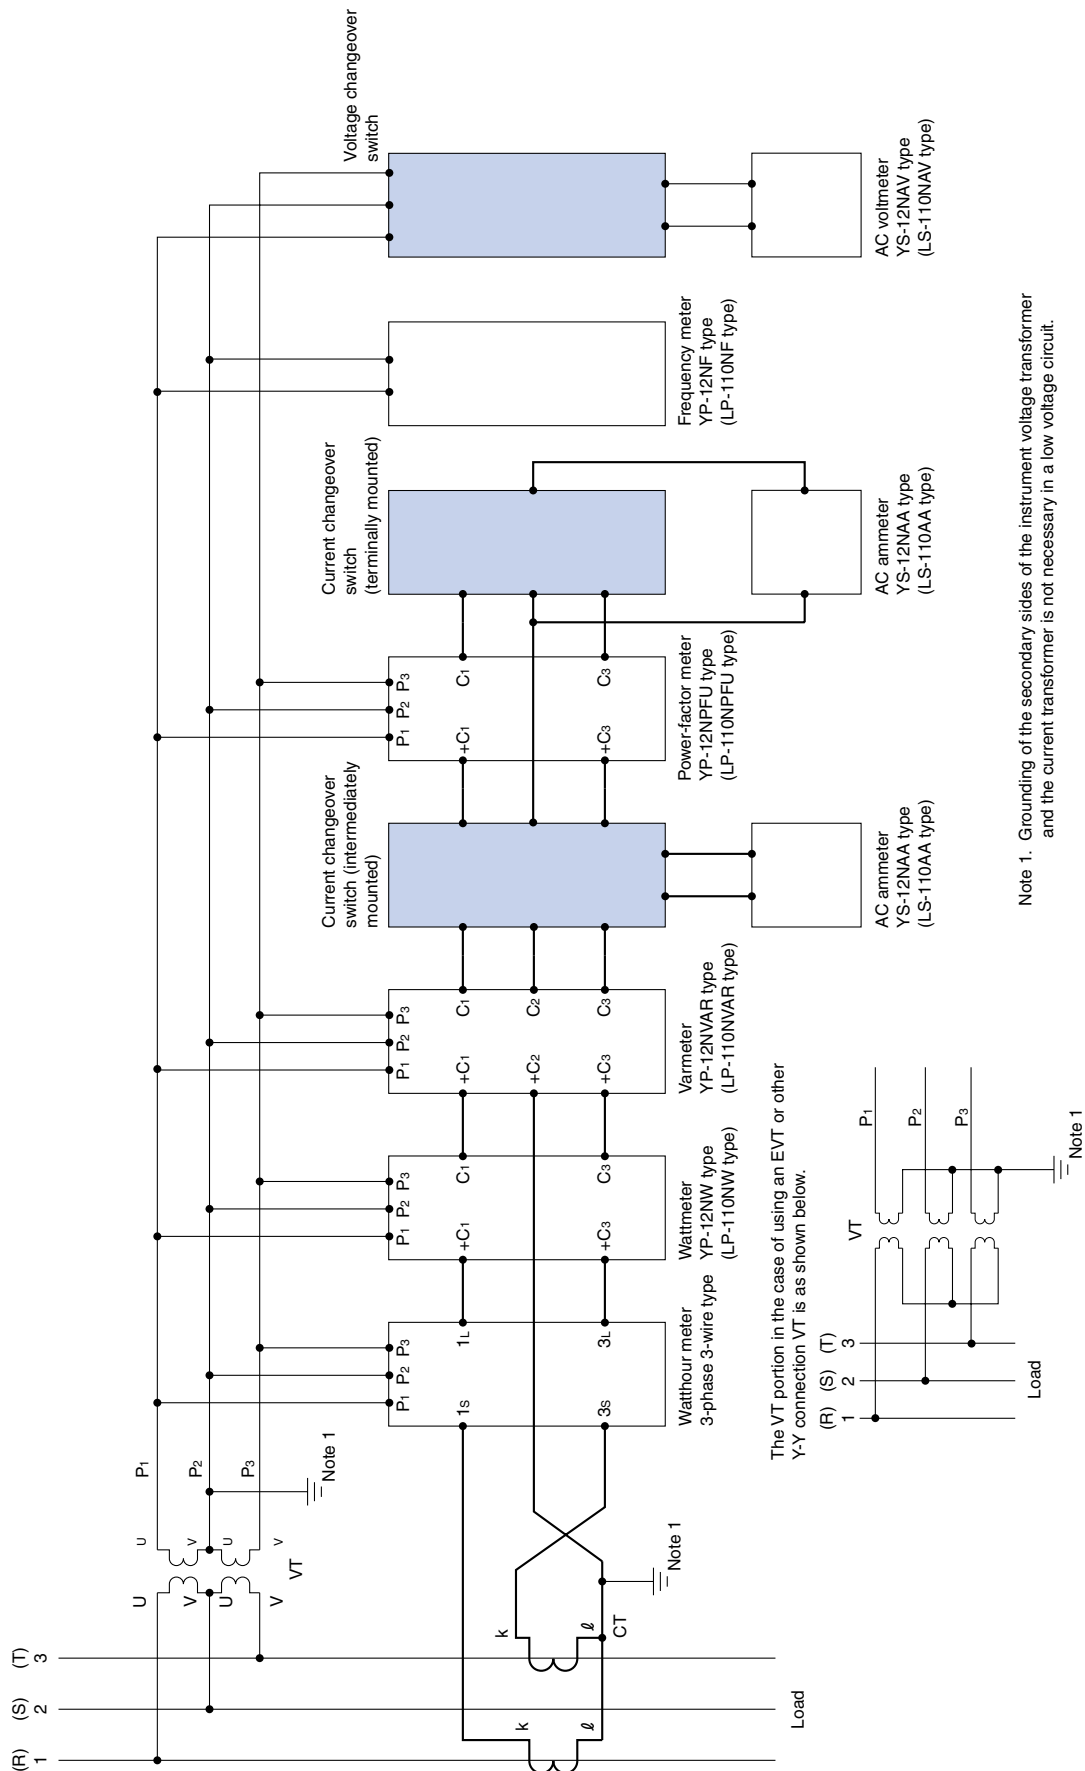 (R)
1
(S)
2
(T)
3
U
V
U
V
VT
U
V
U
V
P1
P2
P3
Note 1
k
ℓ
k
ℓ
CT
Note 1
Load
P1 P2 P3
1S
1L
3S
3L
Watthour meter
3-phase 3-wire type
P1 P2 P3
+C1
C1
+C3
C3
Wattmeter
YP-12NW type
(LP-110NW type)
P1 P2 P3
+C1
C1
+C2
C2
+C3
C3
Varmeter
YP-12NVAR type
(LP-110NVAR type)
Current changeover
switch (intermediately
mounted)
AC ammeter
YS-12NAA type
(LS-110AA type)
P1 P2 P3
+C1
C1
+C3
C3
Power-factor meter
YP-12NPFU type
(LP-110NPFU type)
Current changeover
switch
(terminally mounted)
AC ammeter
YS-12NAA type
(LS-110AA type)
Frequency meter
YP-12NF type
(LP-110NF type)
Voltage changeover
switch
AC voltmeter
YS-12NAV type
(LS-110NAV type)
The VT portion in the case of using an EVT or other
Y-Y connection VT is as shown below.
(R) (S) (T)
1 2 3
VT
P1
P2
P3
Note 1
Load
Note 1. Grounding of the secondary sides of the instrument voltage transformer
and the current transformer is not necessary in a low voltage circuit.